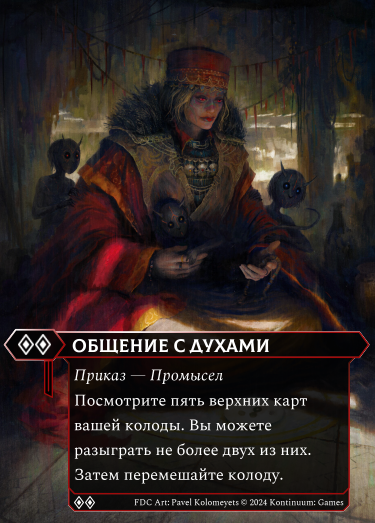 ОБЩЕНИЕ С ДУХАМИ
Приказ — Промысел
Посмотрите пять верхних карт
вашей колоды. Вы можете
разыграть не более двух из них.
Затем перемешайте колоду.
FDC Art: Pavel Kolomeyets © 2024 Kontinuum: Games